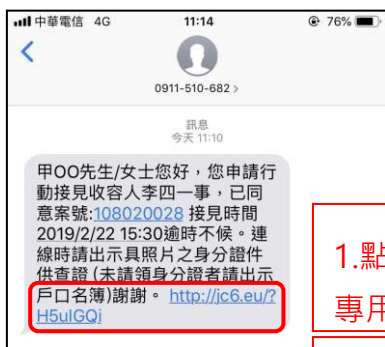 中華電信 4G 11:14 76%
0911-510-682 >
訊息
今天 11:10
甲OO先生/女士您好，您申請行
動接見收容人李四一事，已同
意案號:108020028 接見時間
2019/2/22 15:30逾時不候。連
線時請出示具照片之身分證件
供查證 (未請領身分證者請出示
戶口名簿)謝謝。 http://jc6.eu/?
H5uIGQj
1.點
專用